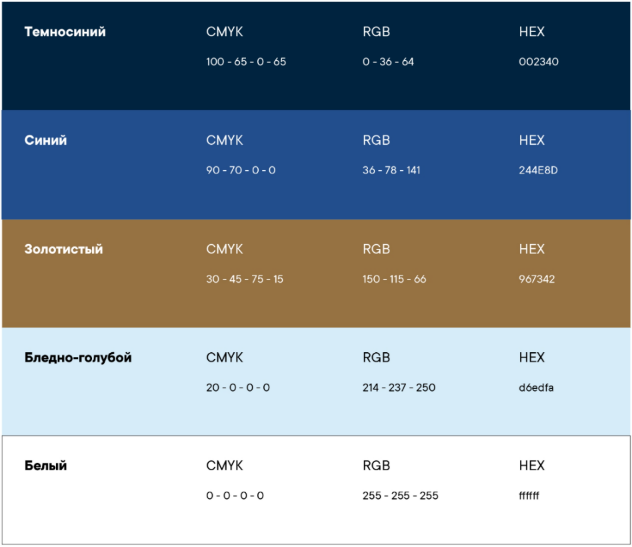 Темносиний CMYK RGB HEX
100 - 65 - 0 - 65 0 - 36 - 64 002340
Синий CMYK RGB HEX
90 - 70 - 0 - 0 36 - 78 - 141 244E8D
Золотистый CMYK RGB HEX
30 - 45 - 75 - 15 150 - 115 - 66 967342
Бледно-голубой CMYK RGB HEX
20 - 0 - 0 - 0 214 - 237 - 250 d6edfa
Белый CMYK RGB HEX
0 - 0 - 0 - 0 255 - 255 - 255 ffffff